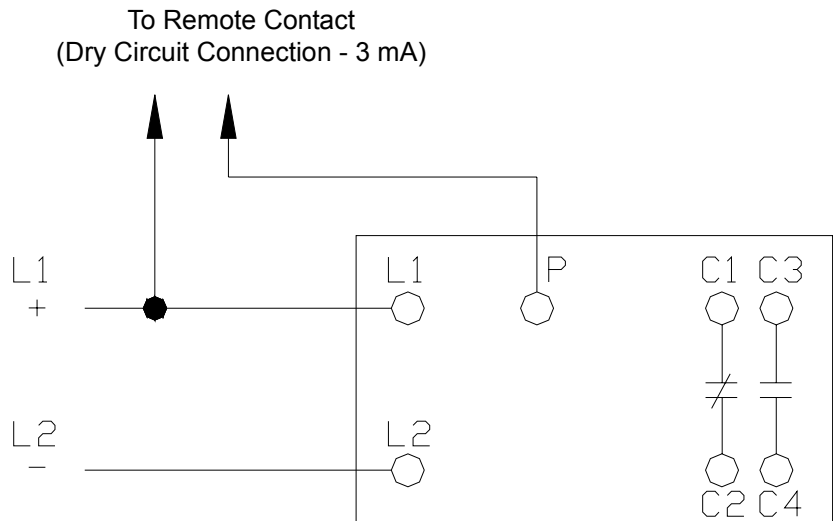 To Remote Contact
(Dry Circuit Connection - 3 mA)
L1
+
L1
P
C1
C3
L2
-
L2
C2
C4